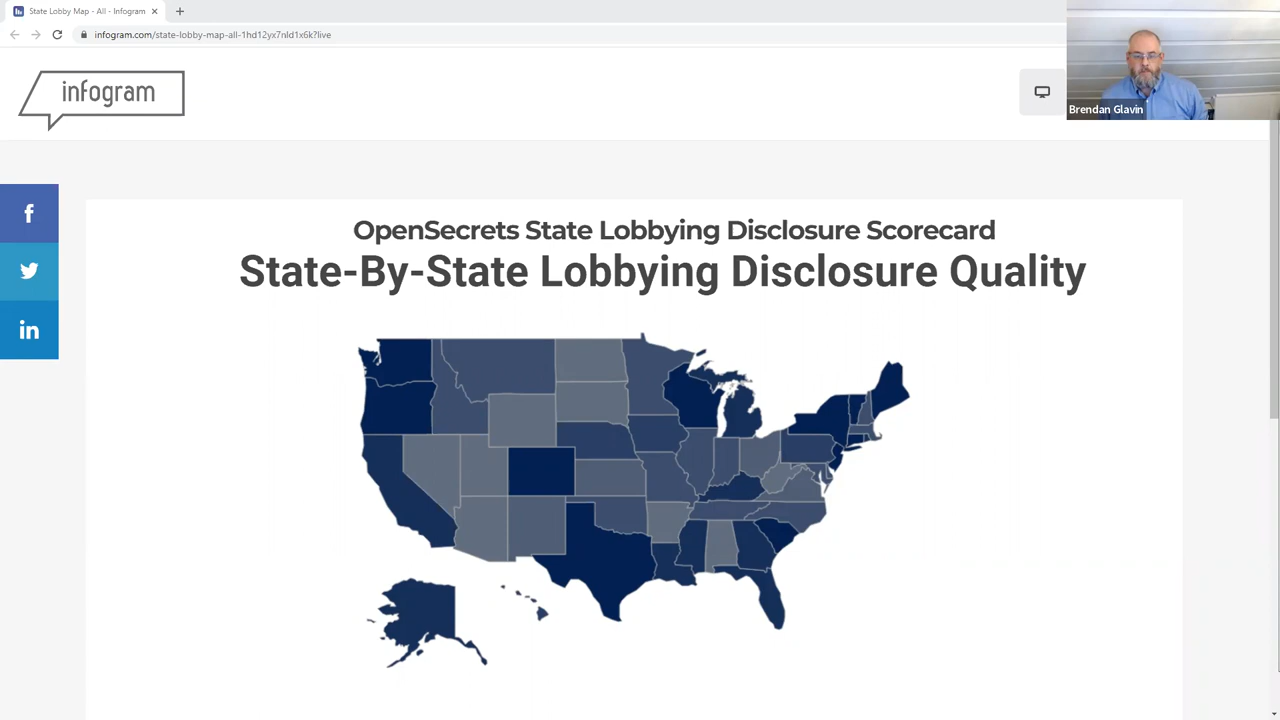 State Lobby Map - All - Infogram
infogram.com/state-lobby-map-all-1hd12yx7nld1x6k?live
infogram
Brendan Glavin
f
in
OpenSecrets State Lobbying Disclosure Scorecard
State-By-State Lobbying Disclosure Quality